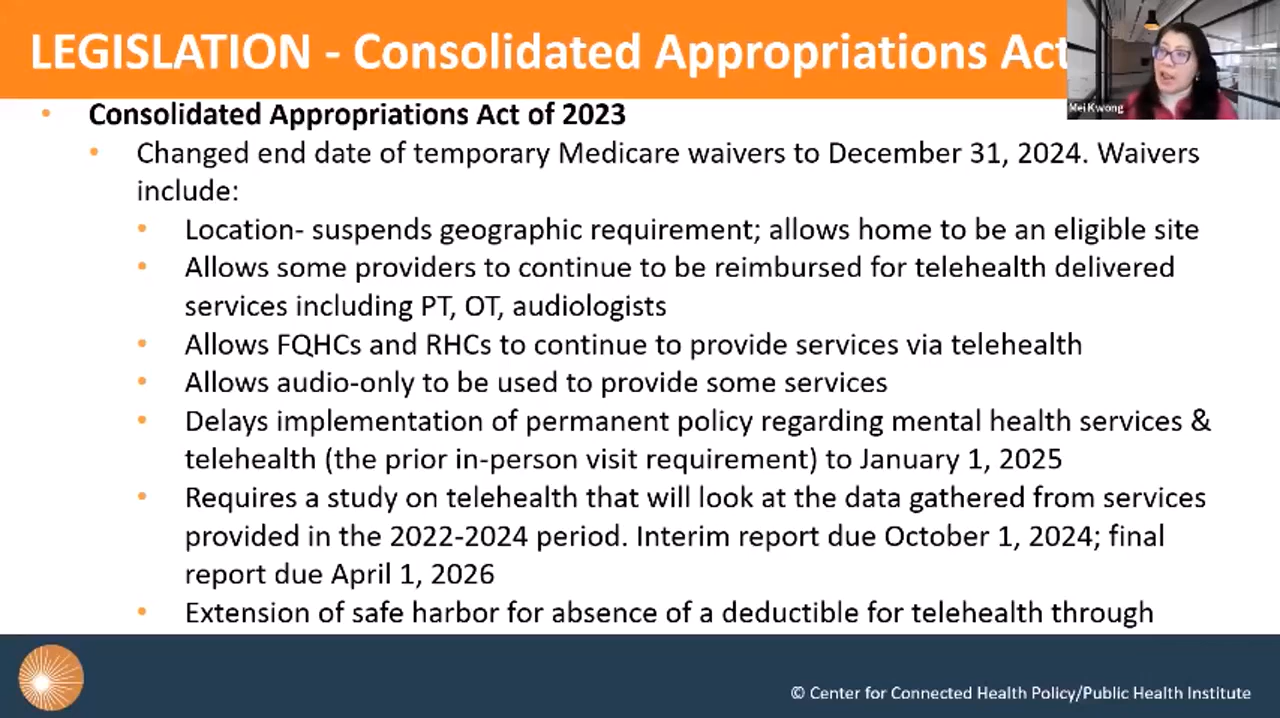 LEGISLATION - Consolidated Appropriations Act
Mei Kwong
• Consolidated Appropriations Act of 2023
• Changed end date of temporary Medicare waivers to December 31, 2024. Waivers
include:
• Location- suspends geographic requirement; allows home to be an eligible site
• Allows some providers to continue to be reimbursed for telehealth delivered
services including PT, OT, audiologists
• Allows FQHCs and RHCs to continue to provide services via telehealth
• Allows audio-only to be used to provide some services
• Delays implementation of permanent policy regarding mental health services &
telehealth (the prior in-person visit requirement) to January 1, 2025
• Requires a study on telehealth that will look at the data gathered from services
provided in the 2022-2024 period. Interim report due October 1, 2024; final
report due April 1, 2026
• Extension of safe harbor for absence of a deductible for telehealth through
© Center for Connected Health Policy/Public Health Institute